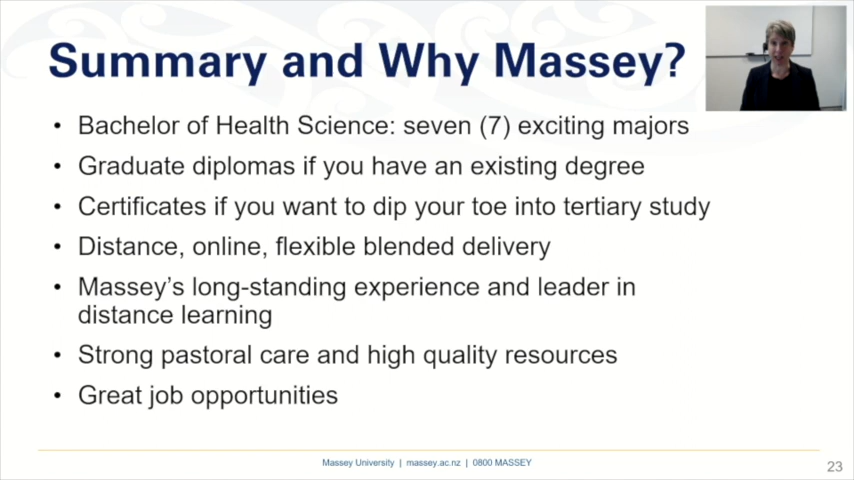 Summary and Why Massey?
• Bachelor of Health Science: seven (7) exciting majors
• Graduate diplomas if you have an existing degree
• Certificates if you want to dip your toe into tertiary study
• Distance, online, flexible blended delivery
• Massey's long-standing experience and leader in
distance learning
• Strong pastoral care and high quality resources
• Great job opportunities
Massey University | massey.ac.nz | 0800 MASSEY
23